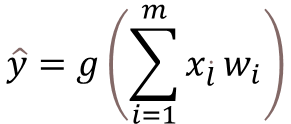 ŷ = g ( ∑_{i=1}^{m} x_i w_i )